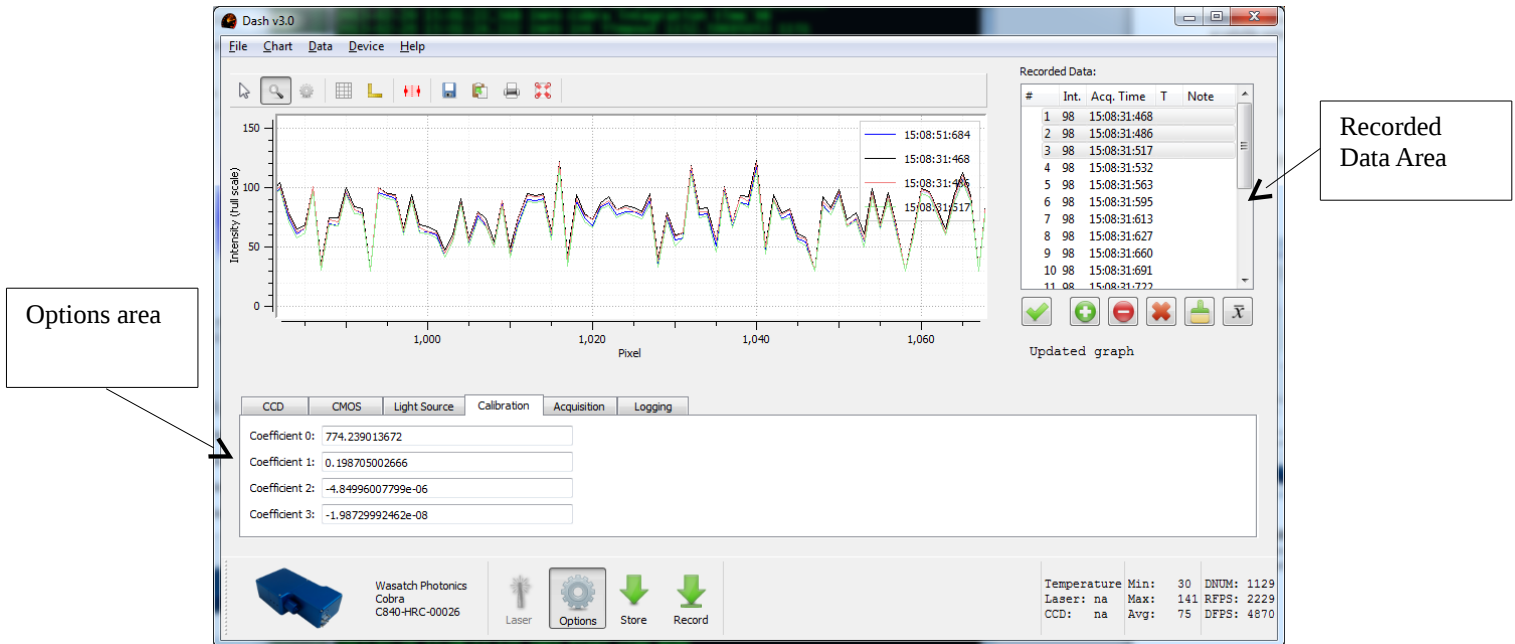 Dash v3.0
File Chart Data Device Help
Recorded Data:
# Int. Acq. Time T Note
1 98 15:08:31:468
2 98 15:08:31:486
3 98 15:08:31:517
4 98 15:08:31:532
5 98 15:08:31:563
6 98 15:08:31:595
7 98 15:08:31:613
8 98 15:08:31:627
9 98 15:08:31:660
10 98 15:08:31:691
11 98 15:08:31:722
Recorded
Data Area
150
100
50
0
Intensity (full scale)
15:08:51:684
15:08:31:468
15:08:31:486
15:08:31:517
1,000 1,020 1,040 1,060
Pixel
x̅
Updated graph
Options area
CCD CMOS Light Source Calibration Acquisition Logging
Coefficient 0: 774.239013672
Coefficient 1: 0.198705002666
Coefficient 2: -4.84996007799e-06
Coefficient 3: -1.98729992462e-08
Wasatch Photonics
Cobra
C840-HRC-00026
Laser Options Store Record
Temperature Min: 30 DNUM: 1129
Laser: na Max: 141 RFPS: 2229
CCD: na Avg: 75 DFPS: 4870